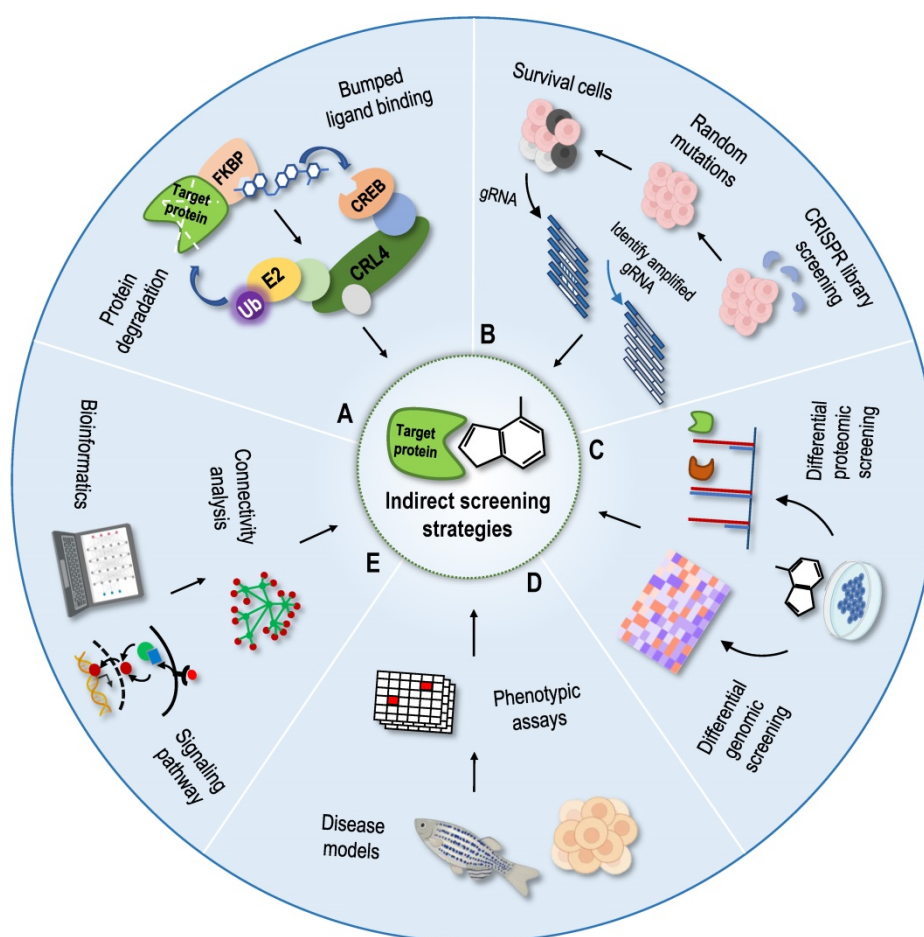 Bumped
ligand binding
FKBP
Target
protein
CREB
CRL4
E2
Ub
Protein
degradation
A
Survival cells
Random
mutations
CRISPR library
screening
gRNA
Identify amplified
gRNA
B
Differential
proteomic
screening
Differential
genomic
screening
C
Phenotypic
assays
Disease
models
D
Bioinformatics
Connectivity
analysis
Signaling
pathway
E
Target
protein
Indirect screening
strategies